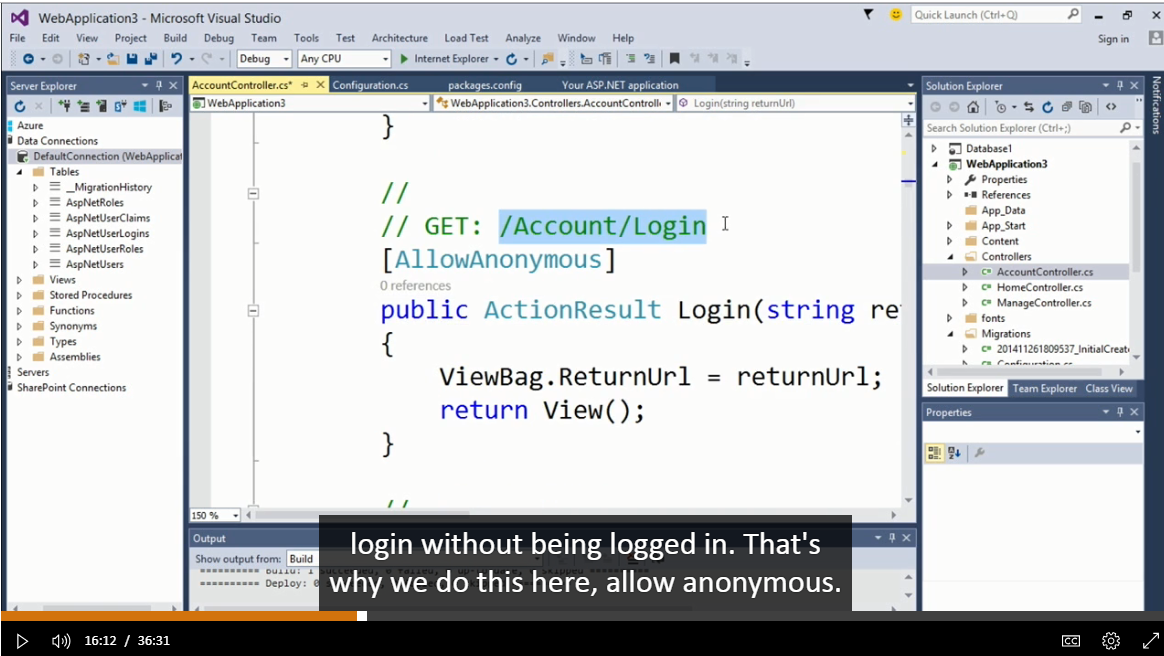 WebApplication3 - Microsoft Visual Studio
Quick Launch (Ctrl+Q)
File Edit View Project Build Debug Team Tools Test Architecture Load Test Analyze Window Help
Sign in
Debug Any CPU Internet Explorer
Server Explorer
Azure
Data Connections
DefaultConnection (WebApplicat
Tables
__MigrationHistory
AspNetRoles
AspNetUserClaims
AspNetUserLogins
AspNetUserRoles
AspNetUsers
Views
Stored Procedures
Functions
Synonyms
Types
Assemblies
Servers
SharePoint Connections
AccountController.cs* Configuration.cs packages.config Your ASP.NET application
WebApplication3 WebApplication3.Controllers.AccountControlle Login(string returnUrl)
}
//
// GET: /Account/Login
[AllowAnonymous]
0 references
public ActionResult Login(string re
{
ViewBag.ReturnUrl = returnUrl;
return View();
}
//
150 %
Output
Show output from: Build
========== Deploy: 0
Solution Explorer
Search Solution Explorer (Ctrl+;)
Database1
WebApplication3
Properties
References
App_Data
App_Start
Content
Controllers
AccountController.cs
HomeController.cs
ManageController.cs
fonts
Migrations
201411261809537_InitialCreate
Configuration.cs
Solution Explorer Team Explorer Class View
Properties
Notifications
login without being logged in. That's
why we do this here, allow anonymous.
16:12 / 36:31
CC